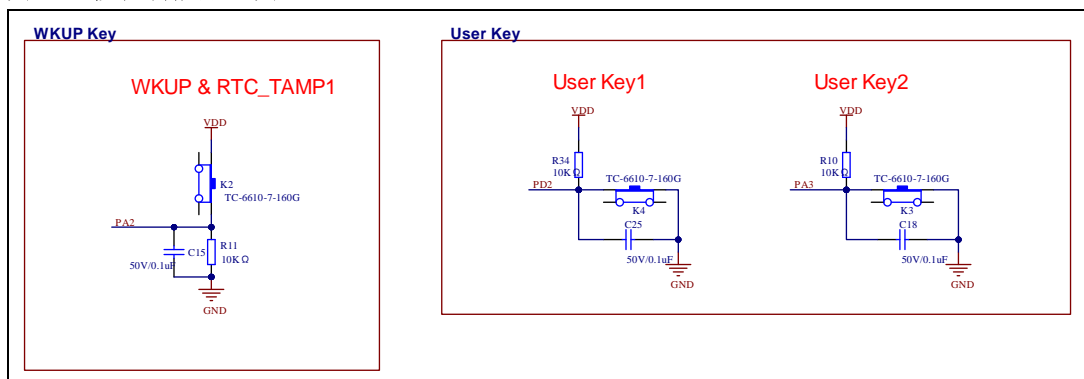 WKUP Key
WKUP & RTC_TAMP1
VDD
K2
TC-6610-7-160G
PA2
C15
50V/0.1uF
R11
10KΩ
GND
User Key
User Key1
VDD
R34
10KΩ
TC-6610-7-160G
PD2
K4
C25
50V/0.1uF
GND
User Key2
VDD
R10
10KΩ
TC-6610-7-160G
PA3
K3
C18
50V/0.1uF
GND